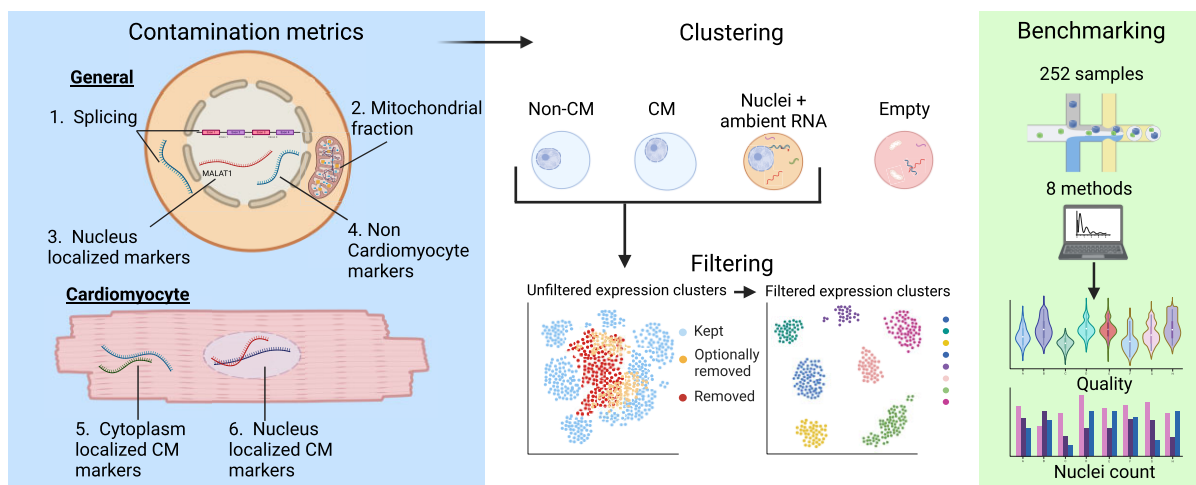 Contamination metrics
General
1. Splicing
2. Mitochondrial
fraction
MALAT1
3. Nucleus
localized markers
4. Non
Cardiomyocyte
markers
Cardiomyocyte
5. Cytoplasm
localized CM
markers
6. Nucleus
localized CM
markers
Clustering
Non-CM
CM
Nuclei +
ambient RNA
Empty
Filtering
Unfiltered expression clusters
Filtered expression clusters
Kept
Optionally
removed
Removed
Benchmarking
252 samples
8 methods
Quality
Nuclei count